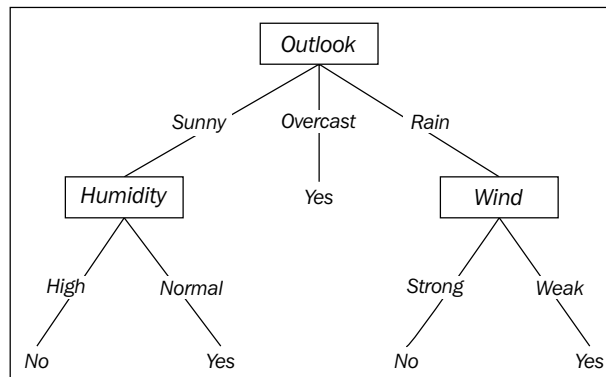 Outlook
Sunny Overcast Rain
Humidity Yes Wind
High Normal Strong Weak
No Yes No Yes